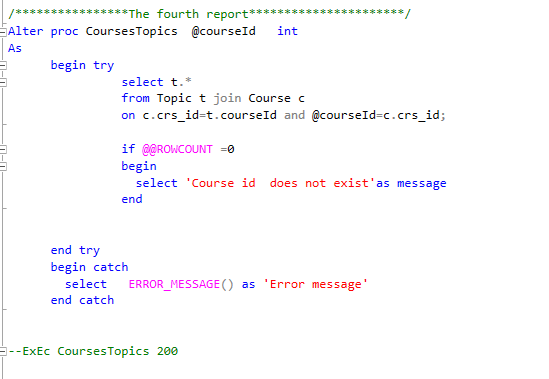 /****************The fourth report**********************/
Alter proc CoursesTopics @courseId int
As
begin try
select t.*
from Topic t join Course c
on c.crs_id=t.courseId and @courseId=c.crs_id;
if @@ROWCOUNT =0
begin
select 'Course id does not exist'as message
end
end try
begin catch
select ERROR_MESSAGE() as 'Error message'
end catch
--ExEc CoursesTopics 200